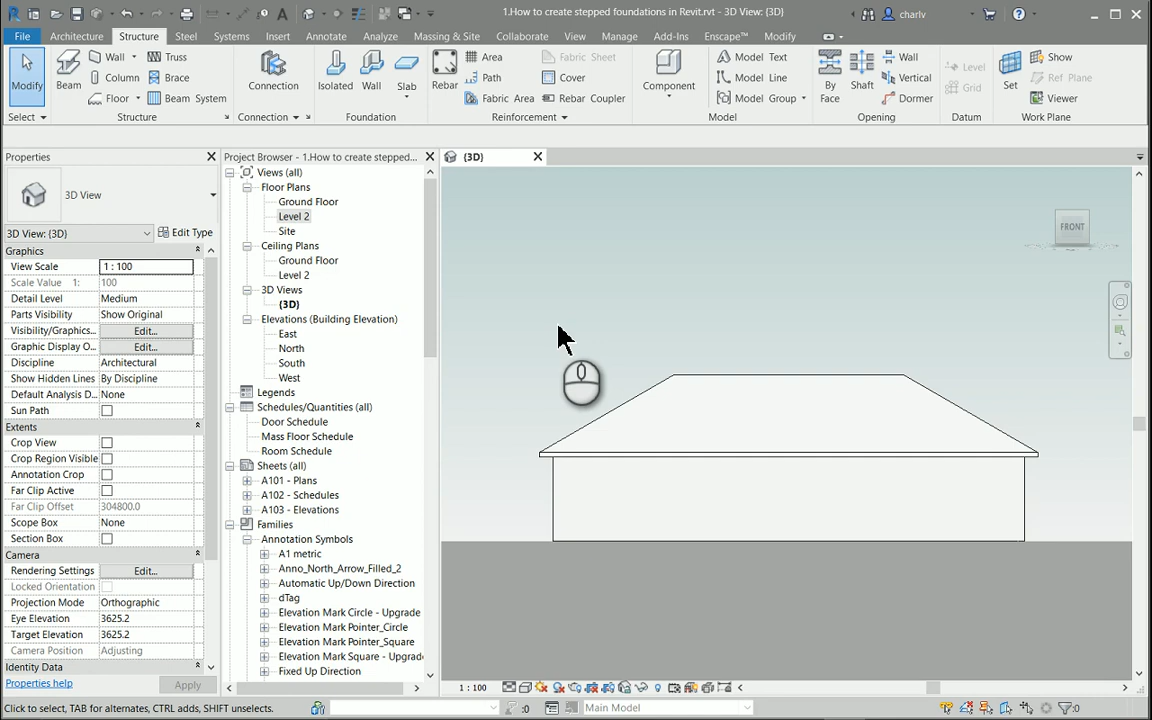 1.How to create stepped foundations in Revit.rvt - 3D View: {3D}
charlv
File Architecture Structure Steel Systems Insert Annotate Analyze Massing & Site Collaborate View Manage Add-Ins Enscape™ Modify
Modify
Select
Beam
Wall
Column
Floor
Truss
Brace
Beam System
Structure
Connection
Connection
Isolated
Wall
Slab
Foundation
Rebar
Area
Path
Fabric Area
Fabric Sheet
Cover
Rebar Coupler
Reinforcement
Component
Model Text
Model Line
Model Group
Model
By Face
Shaft
Wall
Vertical
Dormer
Opening
Level
Grid
Datum
Set
Show
Ref Plane
Viewer
Work Plane
Properties
3D View
3D View: {3D}
Edit Type
Graphics
View Scale 1 : 100
Scale Value 1: 100
Detail Level Medium
Parts Visibility Show Original
Visibility/Graphics... Edit...
Graphic Display O... Edit...
Discipline Architectural
Show Hidden Lines By Discipline
Default Analysis D... None
Sun Path
Extents
Crop View
Crop Region Visible
Annotation Crop
Far Clip Active
Far Clip Offset 304800.0
Scope Box None
Section Box
Camera
Rendering Settings Edit...
Locked Orientation
Projection Mode Orthographic
Eye Elevation 3625.2
Target Elevation 3625.2
Camera Position Adjusting
Identity Data
Properties help
Apply
Project Browser - 1.How to create stepped...
Views (all)
Floor Plans
Ground Floor
Level 2
Site
Ceiling Plans
Ground Floor
Level 2
3D Views
{3D}
Elevations (Building Elevation)
East
North
South
West
Legends
Schedules/Quantities (all)
Door Schedule
Mass Floor Schedule
Room Schedule
Sheets (all)
A101 - Plans
A102 - Schedules
A103 - Elevations
Families
Annotation Symbols
A1 metric
Anno_North_Arrow_Filled_2
Automatic Up/Down Direction
dTag
Elevation Mark Circle - Upgrade
Elevation Mark Pointer_Circle
Elevation Mark Pointer_Square
Elevation Mark Square - Upgrad
Fixed Up Direction
{3D}
FRONT
1 : 100
Click to select, TAB for alternates, CTRL adds, SHIFT unselects.
:0
Main Model
:0